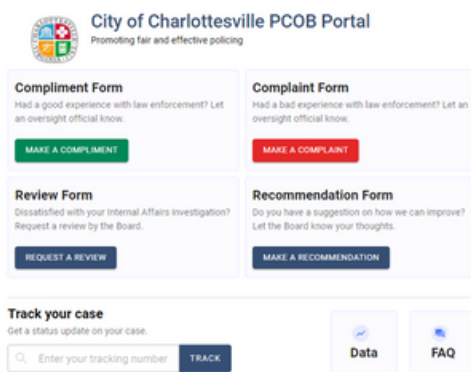 City of Charlottesville PCOB Portal
Promoting fair and effective policing
Compliment Form
Had a good experience with law enforcement? Let
an oversight official know.
MAKE A COMPLIMENT
Complaint Form
Had a bad experience with law enforcement? Let an
oversight official know.
MAKE A COMPLAINT
Review Form
Dissatisfied with your Internal Affairs investigation?
Request a review by the Board.
REQUEST A REVIEW
Recommendation Form
Do you have a suggestion on how we can improve?
Let the Board know your thoughts.
MAKE A RECOMMENDATION
Track your case
Get a status update on your case.
Enter your tracking number
TRACK
Data
FAQ